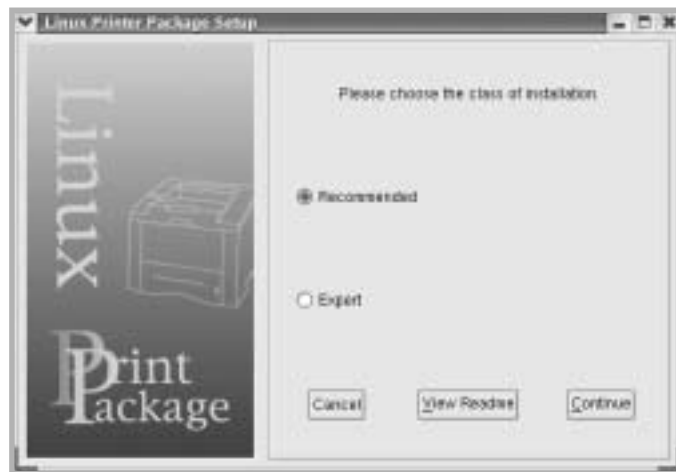 Linux Printer Package Setup
Linux
Print
Package
Please choose the class of installation
Recommended
Expert
Cancel
View Readme
Continue